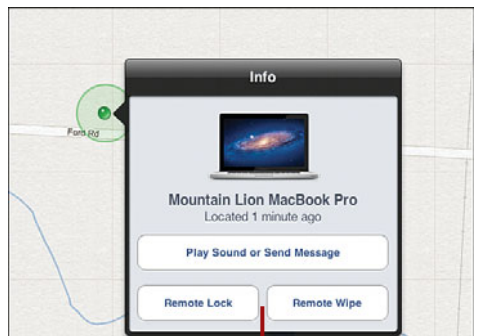 Info
Ford Rd
Mountain Lion MacBook Pro
Located 1 minute ago
Play Sound or Send Message
Remote Lock
Remote Wipe